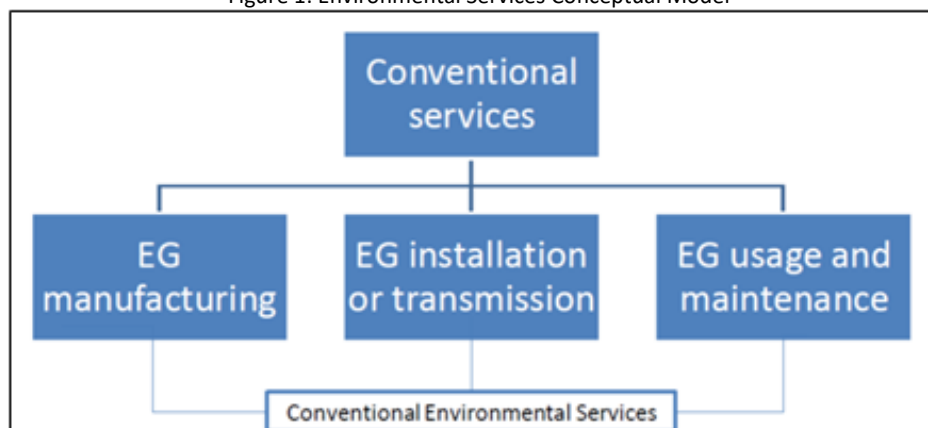 Figure 1: Environmental Services Conceptual Model
Conventional
services
EG
manufacturing
EG installation
or transmission
EG usage and
maintenance
Conventional Environmental Services